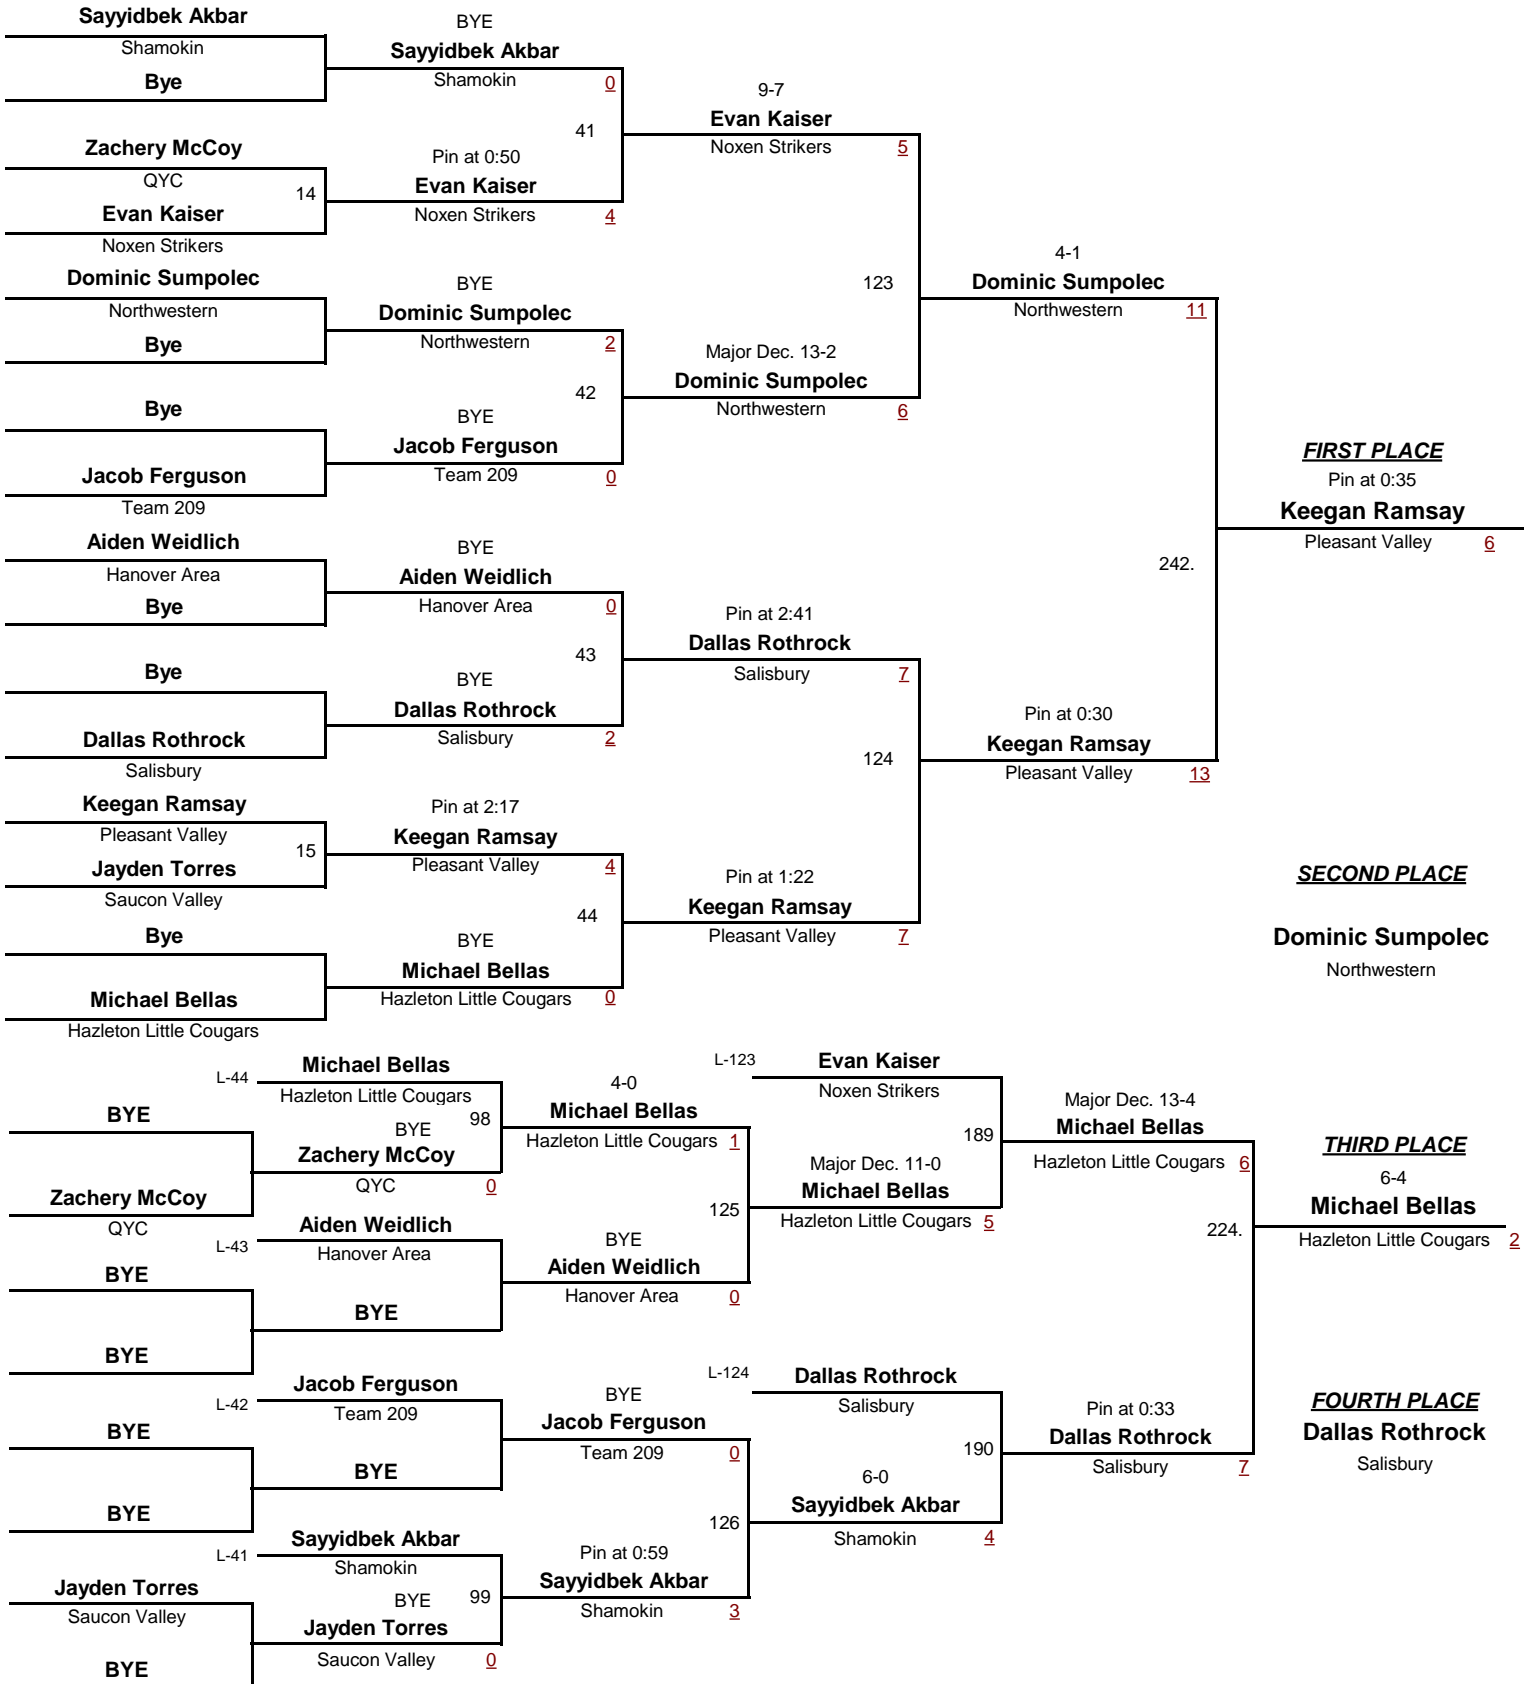 Sayyidbek Akbar
Shamokin
Bye
Zachery McCoy
QYC
14
Evan Kaiser
Noxen Strikers
Dominic Sumpolec
Northwestern
Bye
Bye
Jacob Ferguson
Team 209
Aiden Weidlich
Hanover Area
Bye
Bye
Dallas Rothrock
Salisbury
Keegan Ramsay
Pleasant Valley
15
Jayden Torres
Saucon Valley
Bye
Michael Bellas
Hazleton Little Cougars
BYE
Sayyidbek Akbar
Shamokin
0
41
Pin at 0:50
Evan Kaiser
Noxen Strikers
4
BYE
Dominic Sumpolec
Northwestern
2
42
BYE
Jacob Ferguson
Team 209
0
BYE
Aiden Weidlich
Hanover Area
0
43
BYE
Dallas Rothrock
Salisbury
2
Pin at 2:17
Keegan Ramsay
Pleasant Valley
4
44
BYE
Michael Bellas
Hazleton Little Cougars
0
9-7
Evan Kaiser
Noxen Strikers
5
123
Major Dec. 13-2
Dominic Sumpolec
Northwestern
6
Pin at 2:41
Dallas Rothrock
Salisbury
7
124
Pin at 1:22
Keegan Ramsay
Pleasant Valley
7
4-1
Dominic Sumpolec
Northwestern
11
242.
Pin at 0:30
Keegan Ramsay
Pleasant Valley
13
FIRST PLACE
Pin at 0:35
Keegan Ramsay
Pleasant Valley
6
SECOND PLACE
Dominic Sumpolec
Northwestern
BYE
Zachery McCoy
QYC
BYE
BYE
BYE
BYE
Jayden Torres
Saucon Valley
BYE
L-44
Michael Bellas
Hazleton Little Cougars
98
BYE
Zachery McCoy
QYC
0
L-43
Aiden Weidlich
Hanover Area
BYE
L-42
Jacob Ferguson
Team 209
BYE
L-41
Sayyidbek Akbar
Shamokin
99
BYE
Jayden Torres
Saucon Valley
0
4-0
Michael Bellas
Hazleton Little Cougars
1
125
BYE
Aiden Weidlich
Hanover Area
0
BYE
Jacob Ferguson
Team 209
0
126
Pin at 0:59
Sayyidbek Akbar
Shamokin
3
L-123
Evan Kaiser
Noxen Strikers
189
Major Dec. 11-0
Michael Bellas
Hazleton Little Cougars
5
L-124
Dallas Rothrock
Salisbury
190
6-0
Sayyidbek Akbar
Shamokin
4
Major Dec. 13-4
Michael Bellas
Hazleton Little Cougars
6
224.
Pin at 0:33
Dallas Rothrock
Salisbury
7
THIRD PLACE
6-4
Michael Bellas
Hazleton Little Cougars
2
FOURTH PLACE
Dallas Rothrock
Salisbury